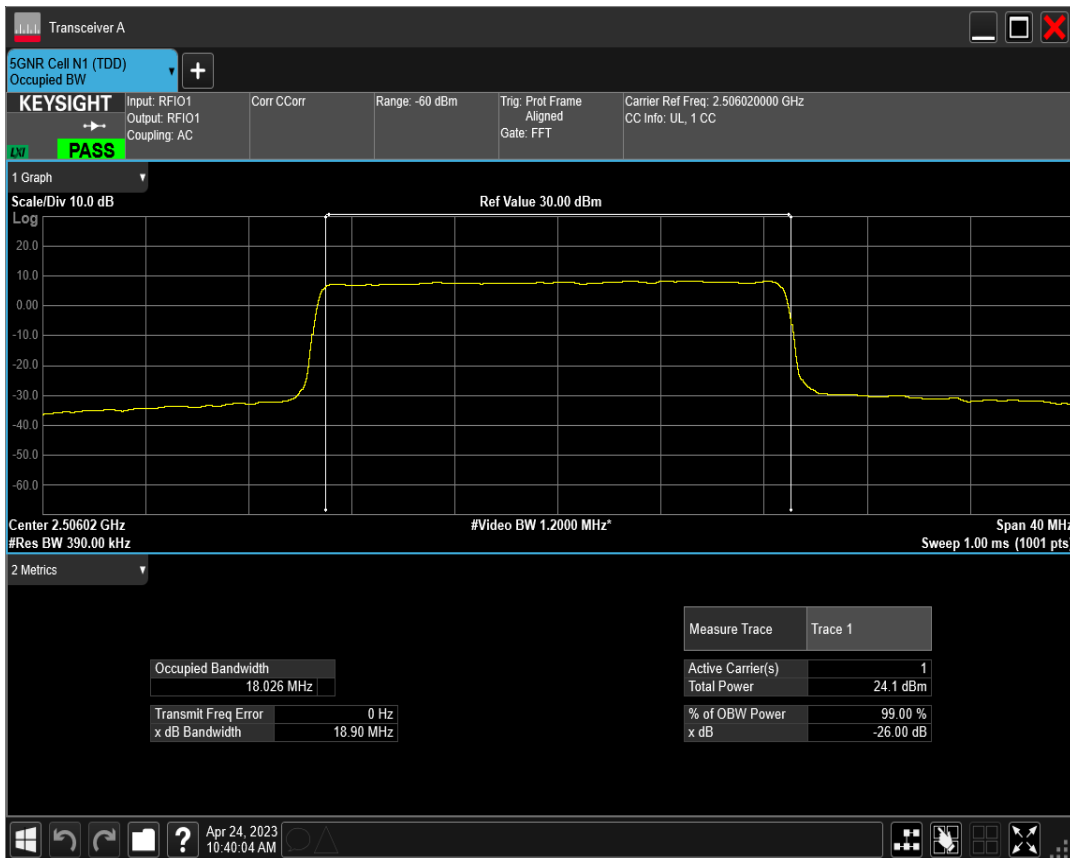 Transceiver A
5GNR Cell N1 (TDD)
Occupied BW
+
KEYSIGHT
LXI
PASS
Input: RFIO1
Output: RFIO1
Coupling: AC
Corr CCorr
Range: -60 dBm
Trig: Prot Frame
Aligned
Gate: FFT
Carrier Ref Freq: 2.506020000 GHz
CC Info: UL, 1 CC
1 Graph
Scale/Div 10.0 dB
Ref Value 30.00 dBm
Log
20.0
10.0
0.00
-10.0
-20.0
-30.0
-40.0
-50.0
-60.0
Center 2.50602 GHz
#Video BW 1.2000 MHz*
Span 40 MHz
#Res BW 390.00 kHz
Sweep 1.00 ms (1001 pts)
2 Metrics
Measure Trace Trace 1
Occupied Bandwidth
18.026 MHz
Transmit Freq Error 0 Hz
x dB Bandwidth 18.90 MHz
Active Carrier(s) 1
Total Power 24.1 dBm
% of OBW Power 99.00 %
x dB -26.00 dB
?
Apr 24, 2023
10:40:04 AM